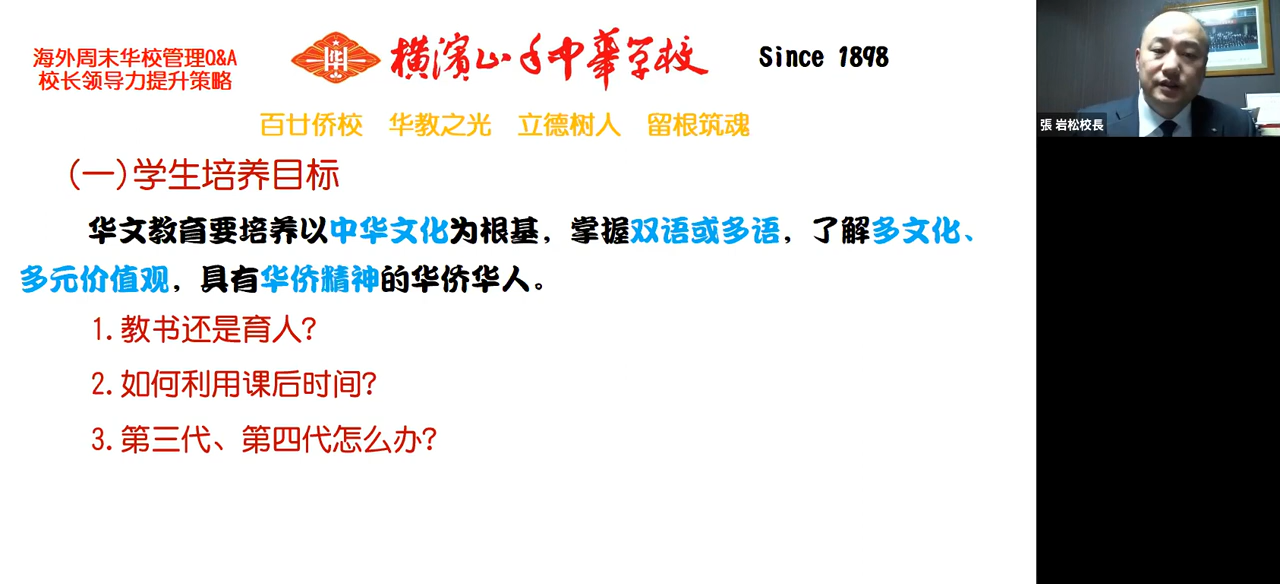 海外周末华校管理Q&A
校长领导力提升策略
華
横濱山手中華学校
Since 1898
百廿侨校 华教之光 立德树人 留根筑魂
(一)学生培养目标
华文教育要培养以中华文化为根基，掌握双语或多语，了解多文化、
多元价值观，具有华侨精神的华侨华人。
1.教书还是育人?
2.如何利用课后时间?
3.第三代、第四代怎么办?
張 岩松校長